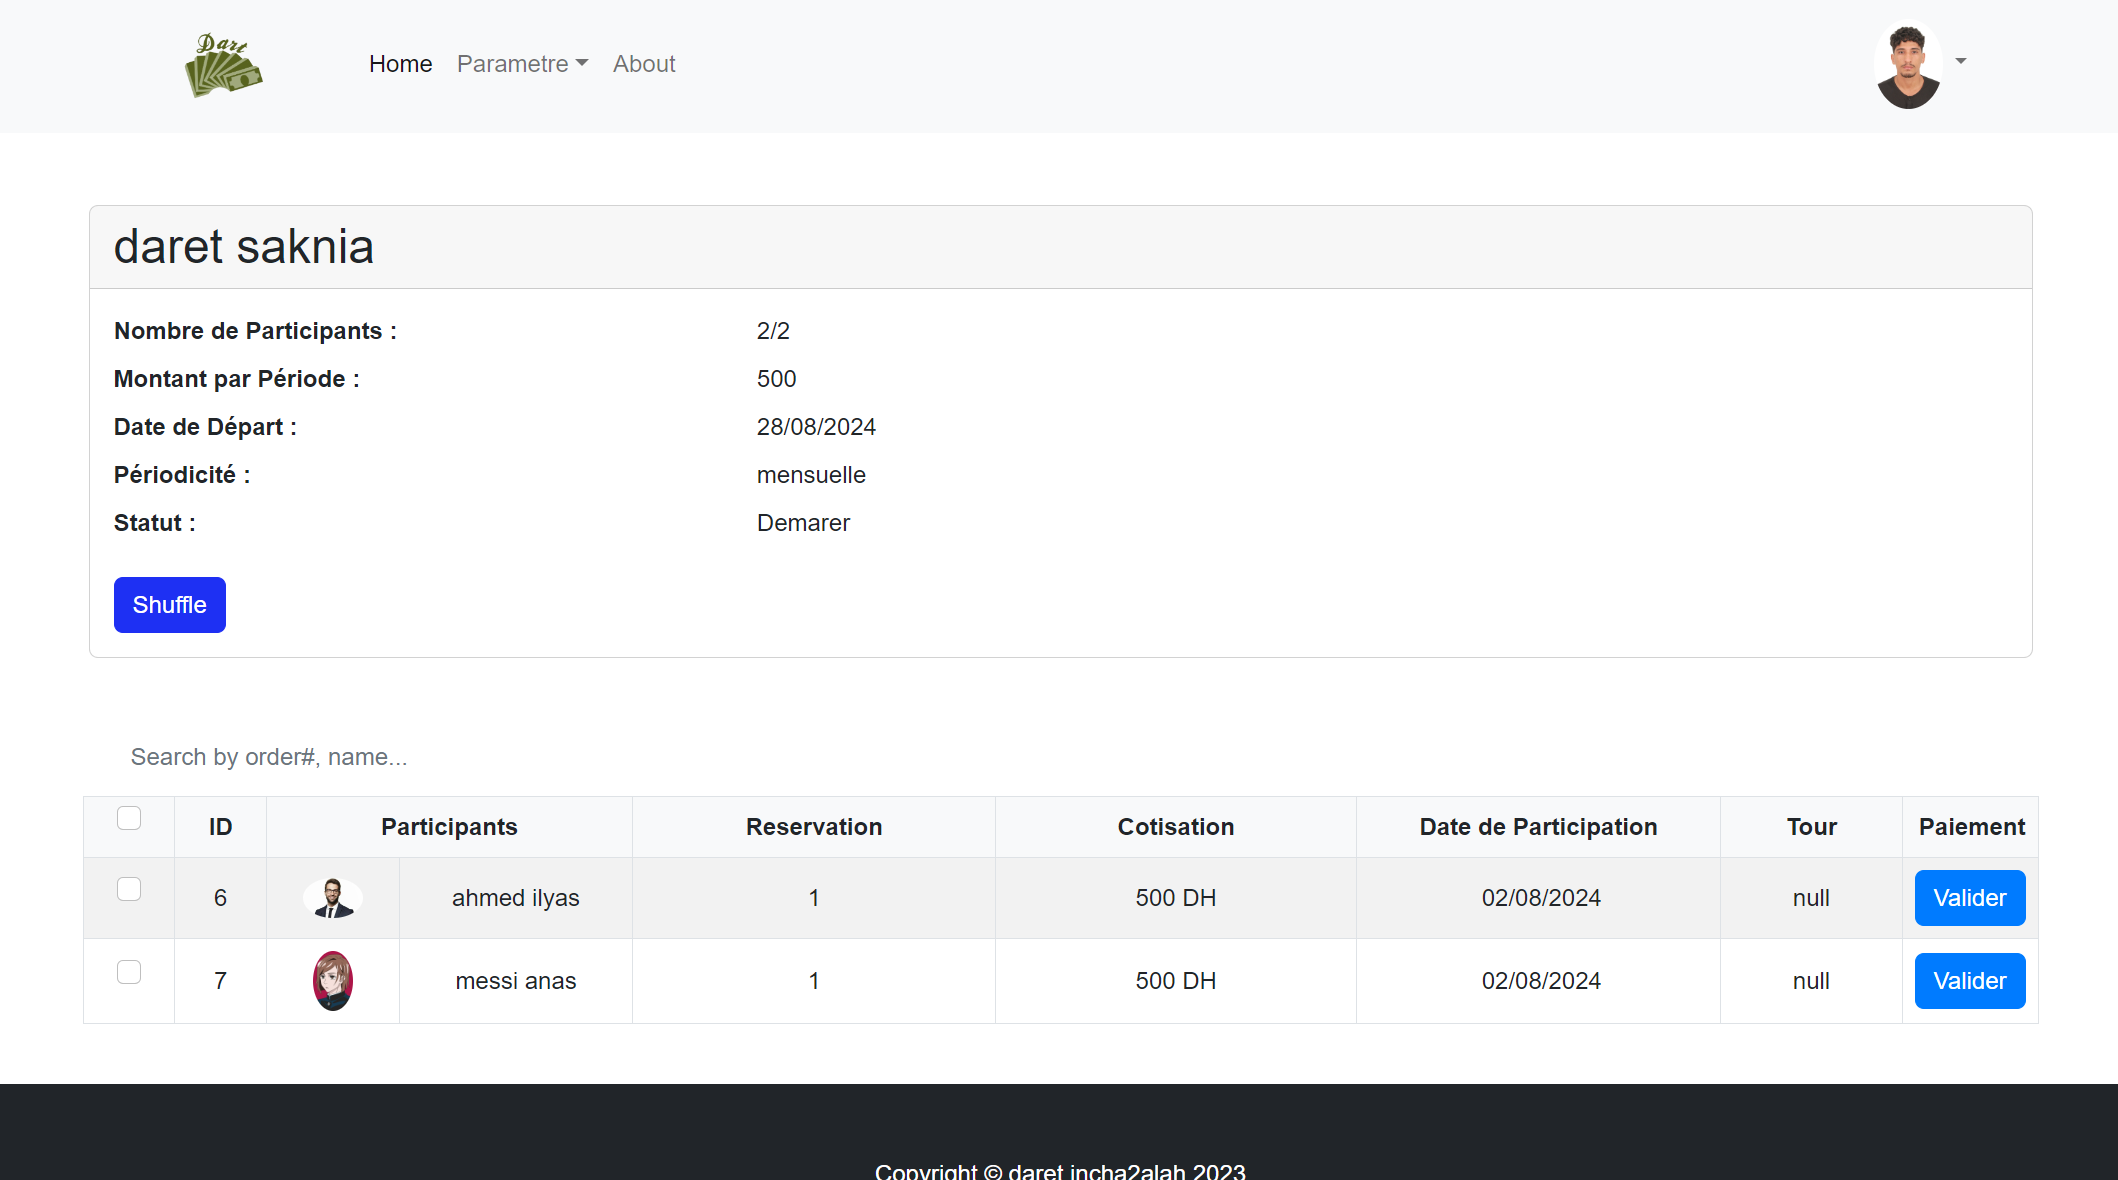 Dart
Home Parametre About
daret saknia
Nombre de Participants : 2/2
Montant par Période : 500
Date de Départ : 28/08/2024
Périodicité : mensuelle
Statut : Demarer
Shuffle
Search by order#, name...
ID Participants Reservation Cotisation Date de Participation Tour Paiement
6 ahmed ilyas 1 500 DH 02/08/2024 null Valider
7 messi anas 1 500 DH 02/08/2024 null Valider
Copyright © daret incha2alah 2023